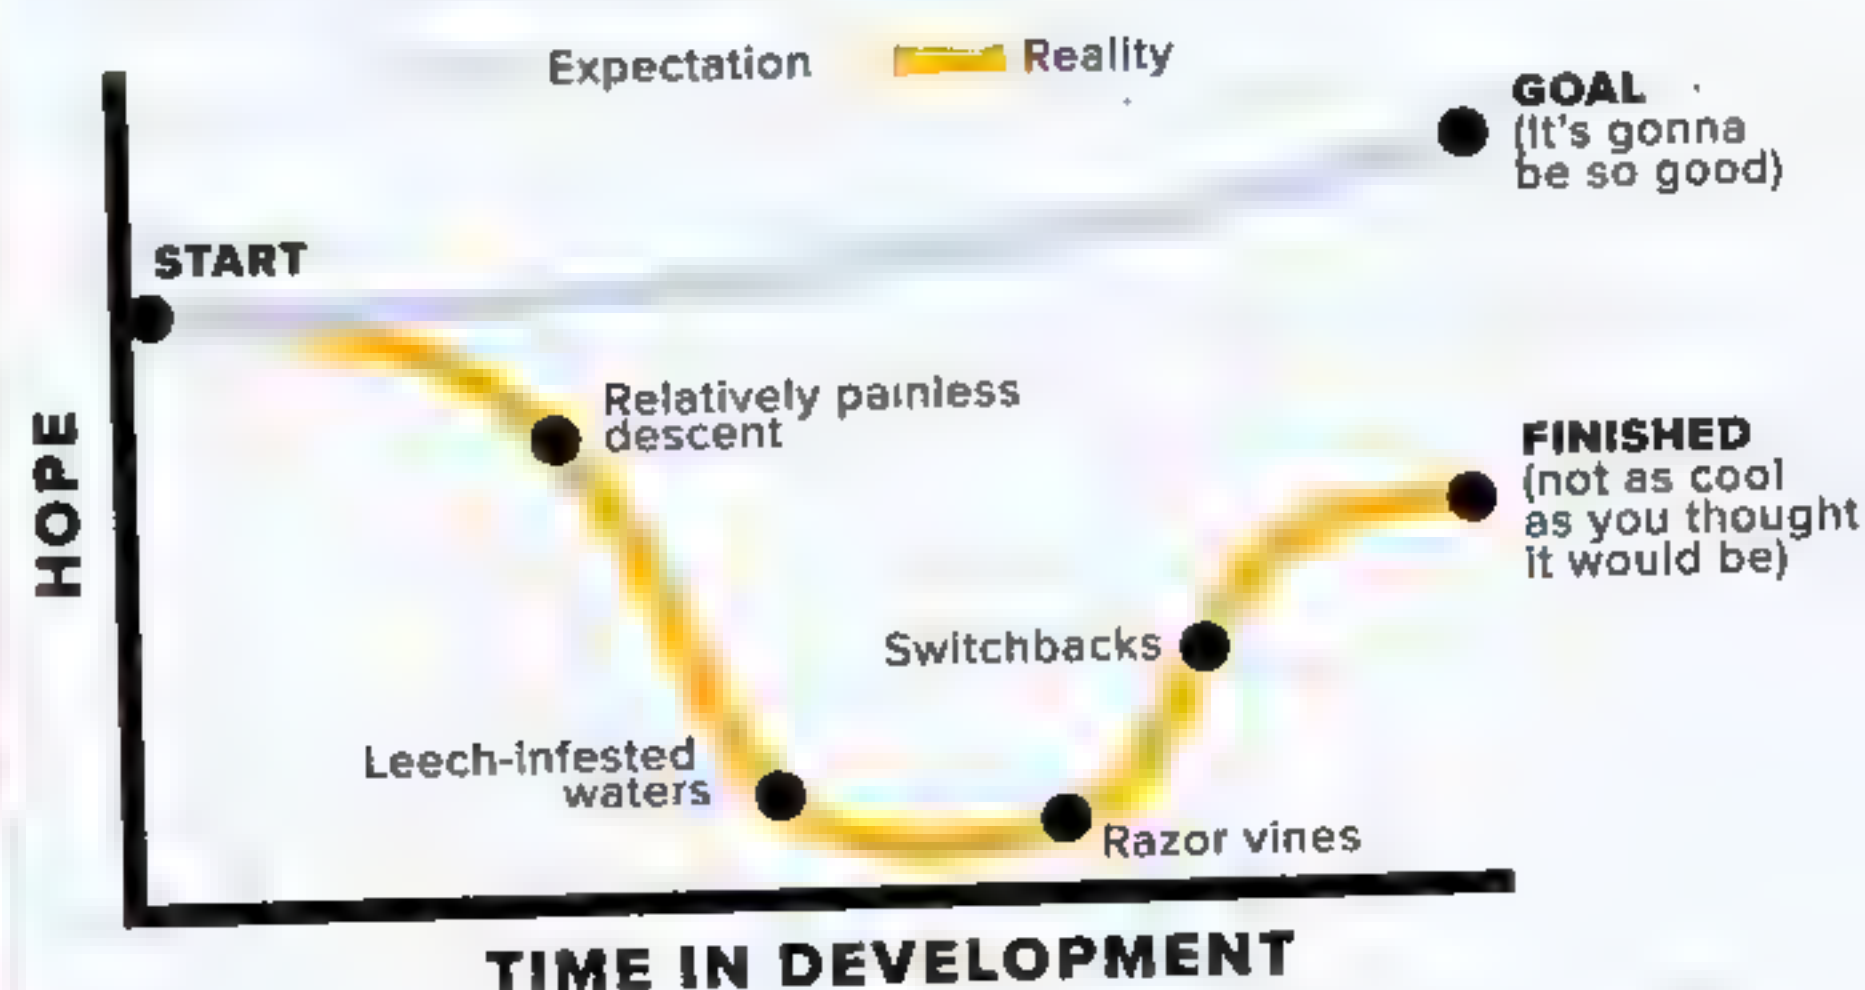 Expectation
Reality
GOAL
(it's gonna
be so good)
START
Relatively painless
descent
FINISHED
(not as cool
as you thought
it would be)
HOPE
Switchbacks
Leech-infested
waters
Razor vines
TIME IN DEVELOPMENT